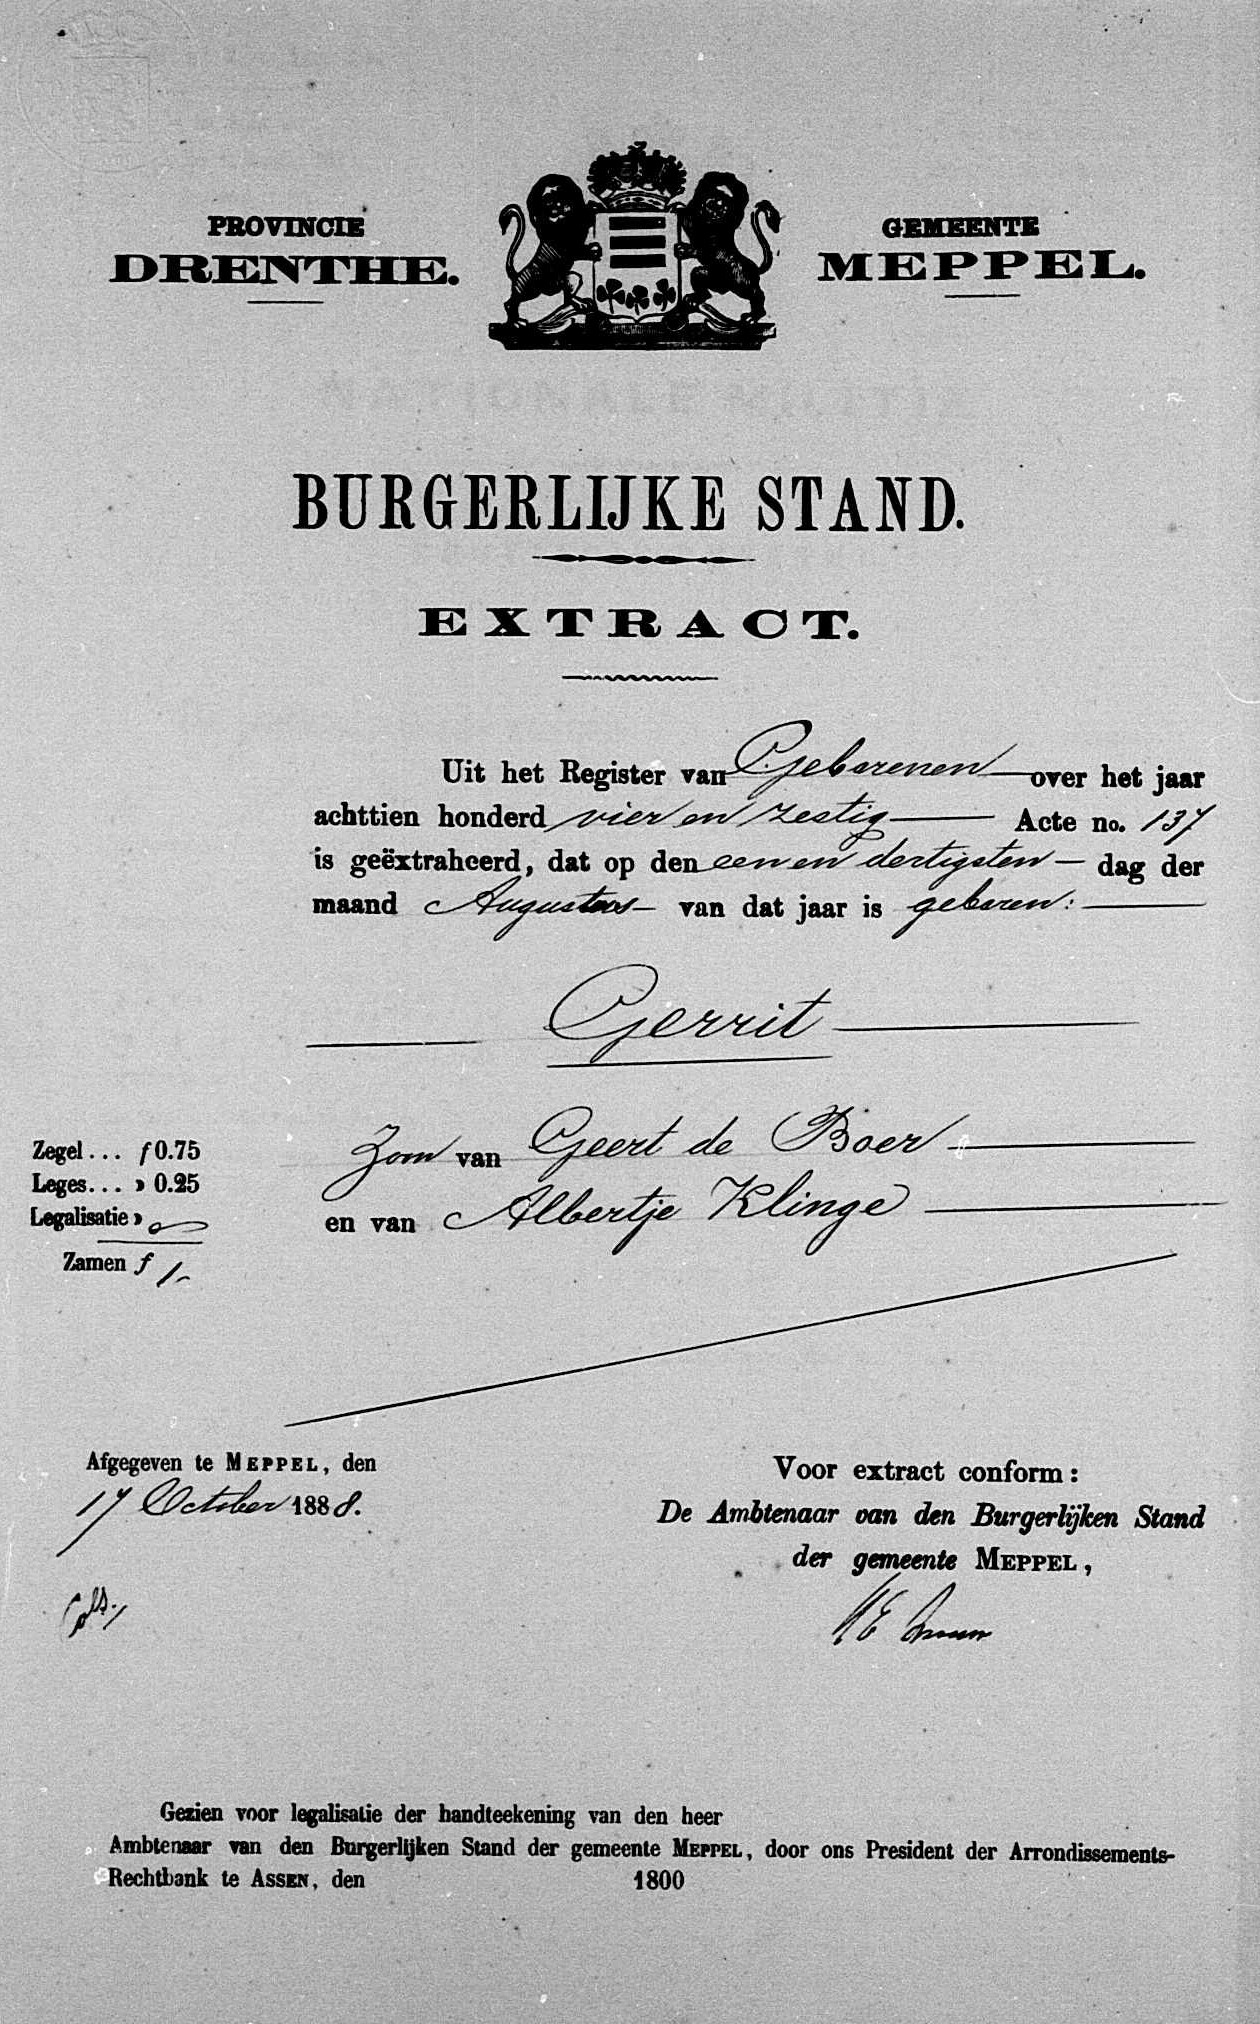 PROVINCIE
DRENTHE.
GEMEENTE
MEPPEL.
BURGERLIJKE STAND.
EXTRACT.
Uit het Register van Geborenen over het jaar
achttien honderd vier en zestig Acte no. 137
is geëxtraheerd, dat op den een en dertigsten dag der
maand Augustus van dat jaar is geboren:
Gerrit
Zoon van Geert de Boer
en van Albertje Klinge
Zegel... f 0.75
Leges... » 0.25
Legalisatie »
Zamen f 1,-
Afgegeven te MEPPEL, den
17 October 1888.
Voor extract conform:
De Ambtenaar van den Burgerlijken Stand
der gemeente MEPPEL,
Gezien voor legalisatie der handteekening van den heer
Ambtenaar van den Burgerlijken Stand der gemeente MEPPEL, door ons President der Arrondissements-
Rechtbank te ASSEN, den 1800